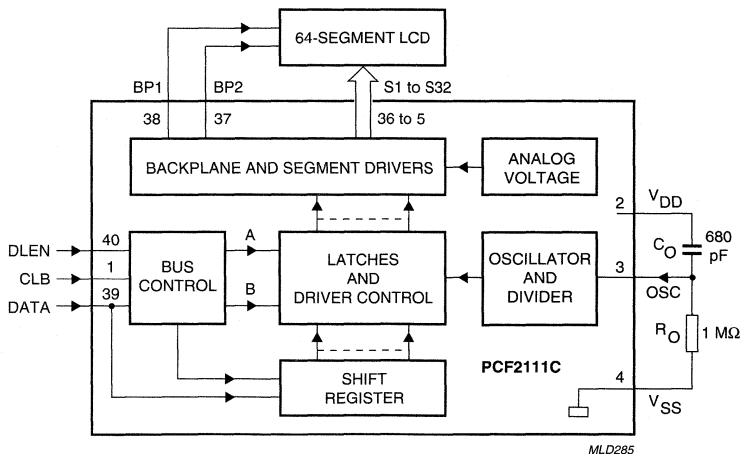 64-SEGMENT LCD
BP1
BP2
S1 to S32
38
37
36 to 5
BACKPLANE AND SEGMENT DRIVERS
ANALOG
VOLTAGE
2
VDD
DLEN
40
A
CO
680
pF
BUS
CONTROL
LATCHES
AND
DRIVER CONTROL
OSCILLATOR
AND
DIVIDER
CLB
1
3
OSC
DATA
39
B
RO
1 MΩ
PCF2111C
SHIFT
REGISTER
4
VSS
MLD285